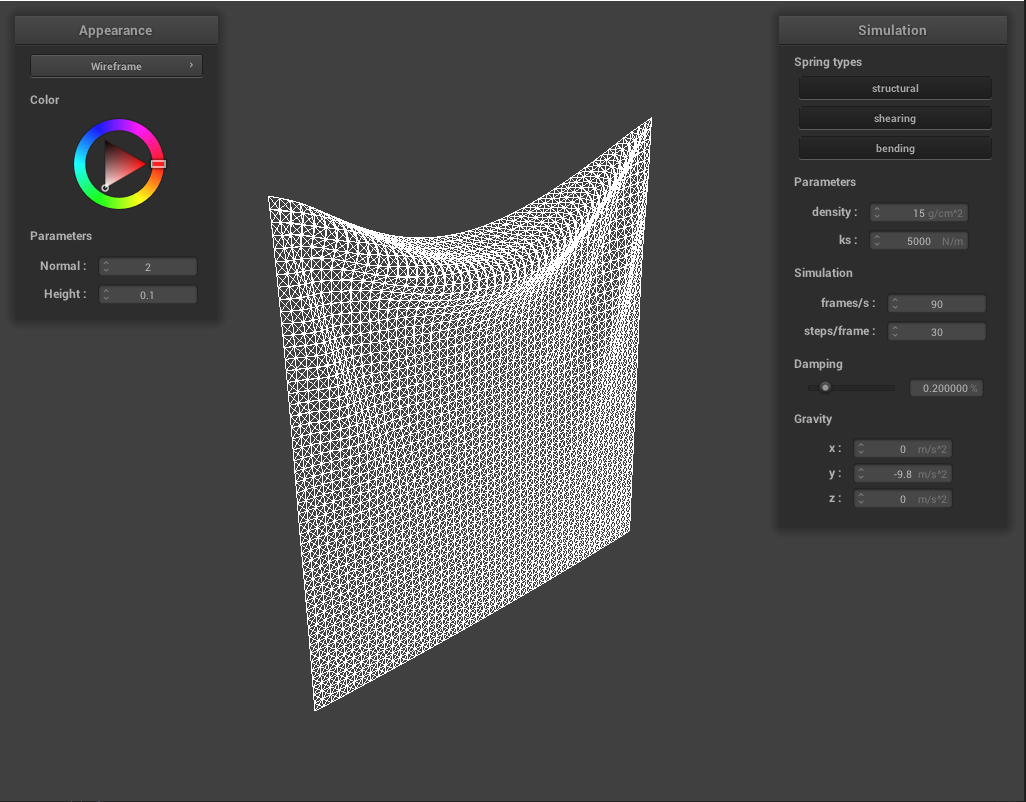 Appearance
Wireframe ›
Color
Parameters
Normal : 2
Height : 0.1
Simulation
Spring types
structural
shearing
bending
Parameters
density : 15 g/cm^2
ks : 5000 N/m
Simulation
frames/s : 90
steps/frame : 30
Damping
0.200000 %
Gravity
x : 0 m/s^2
y : -9.8 m/s^2
z : 0 m/s^2